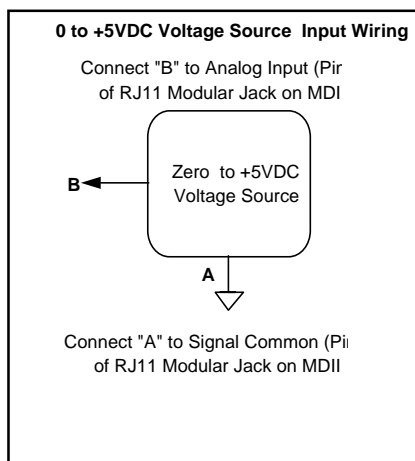 0 to +5VDC Voltage Source Input Wiring
Connect "B" to Analog Input
of RJ11 Modular Jack on
Zero to +5VDC
B Voltage Source
A
Connect "A" to Signal Common
of RJ11 Modular Jack on MDII